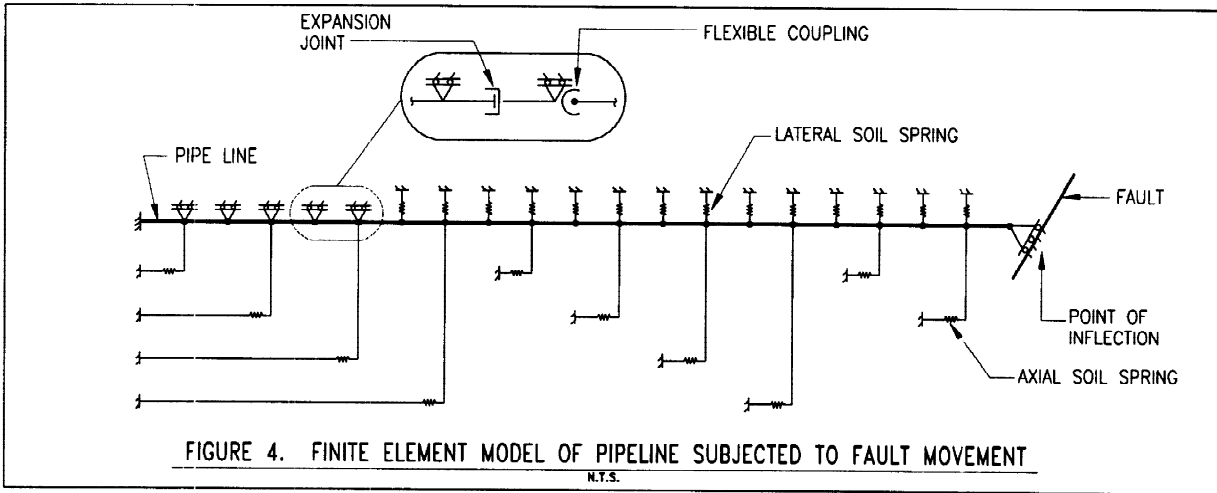 EXPANSION
JOINT
FLEXIBLE COUPLING
LATERAL SOIL SPRING
PIPE LINE
FAULT
POINT OF
INFLECTION
AXIAL SOIL SPRING
FIGURE 4. FINITE ELEMENT MODEL OF PIPELINE SUBJECTED TO FAULT MOVEMENT
N.T.S.